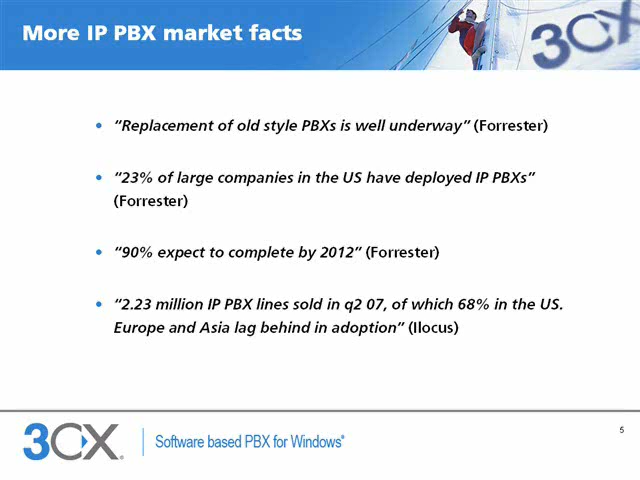 More IP PBX market facts
3CX
• “Replacement of old style PBXs is well underway” (Forrester)
• “23% of large companies in the US have deployed IP PBXs”
(Forrester)
• “90% expect to complete by 2012” (Forrester)
• “2.23 million IP PBX lines sold in q2 07, of which 68% in the US.
Europe and Asia lag behind in adoption” (Ilocus)
5
3CX®
Software based PBX for Windows®